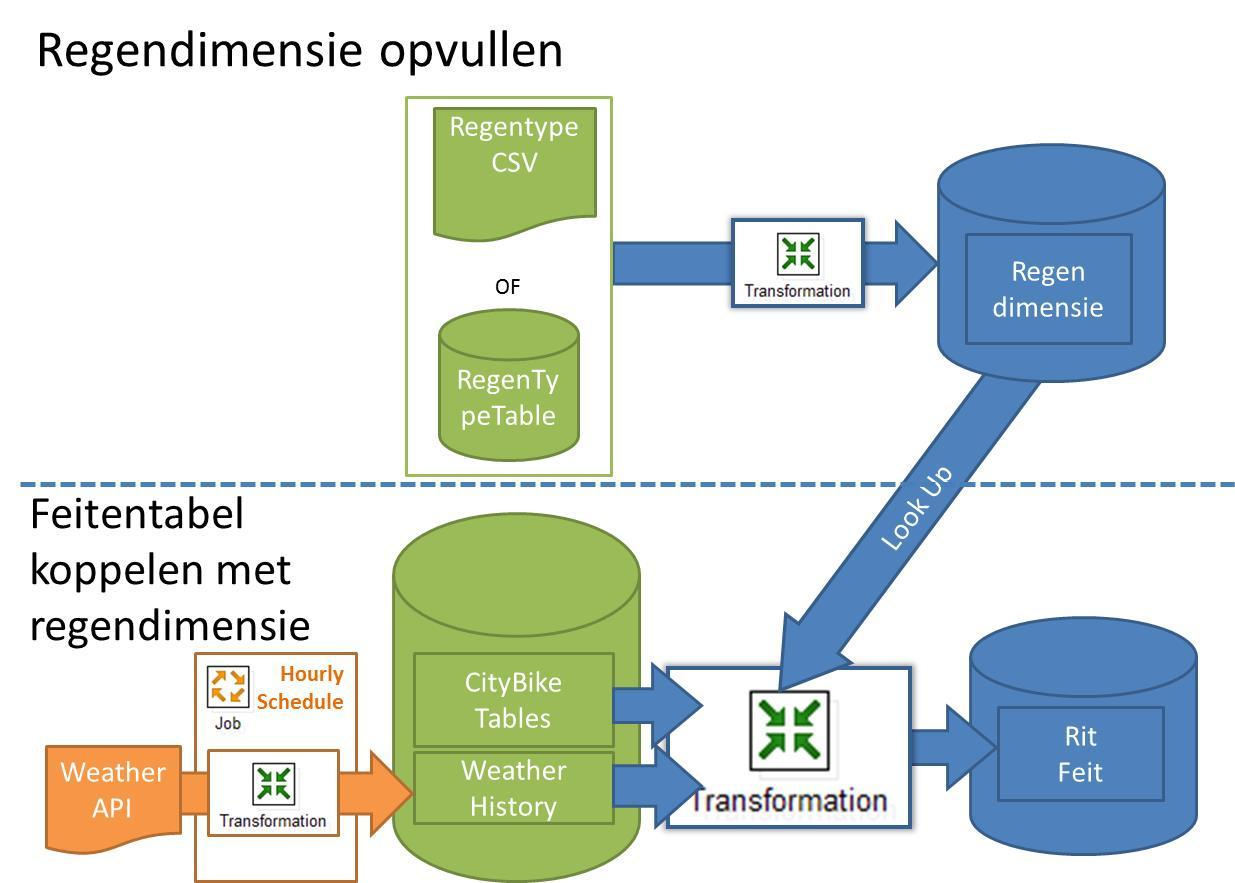 Regendimensie opvullen
Regentype
CSV
OF
RegenTy
peTable
Transformation
Regen
dimensie
Look Up
Feitentabel
koppelen met
regendimensie
Hourly
Schedule
Job
Weather
API
Transformation
CityBike
Tables
Weather
History
Transformation
Rit
Feit